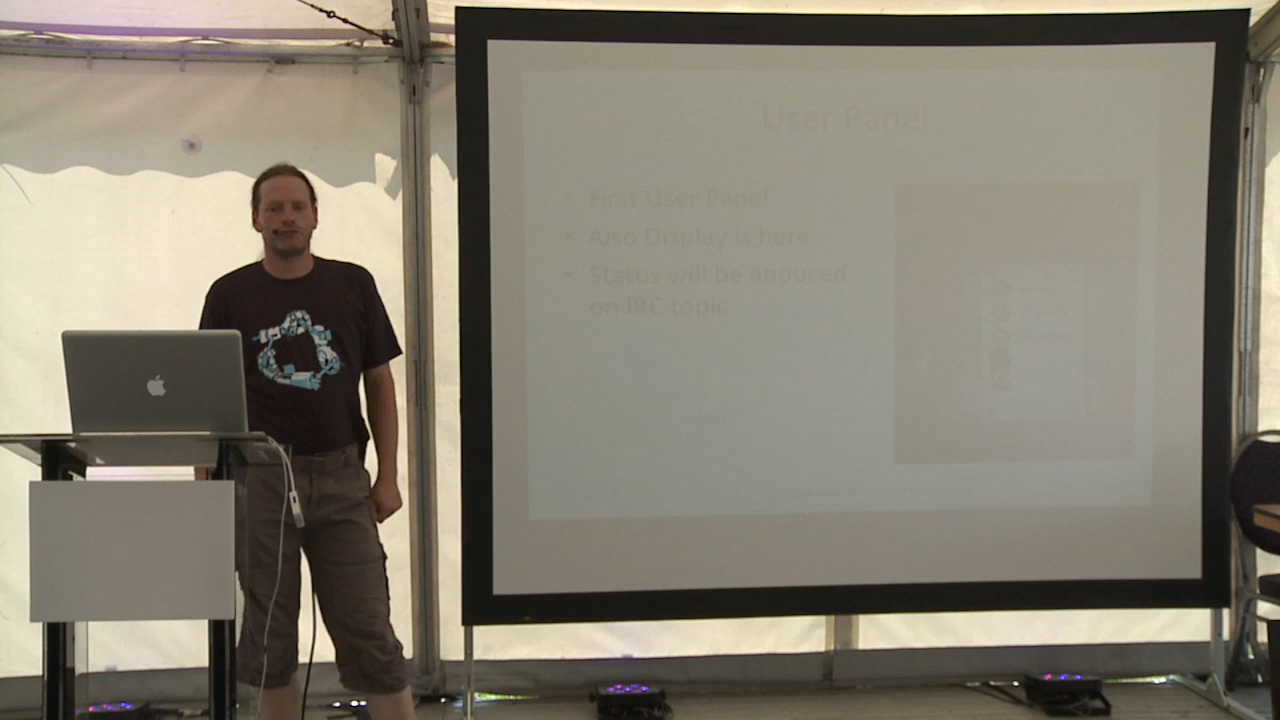 User Panel
• First User Panel
• Also Display is here
• Status will be anouced
on IRC topic